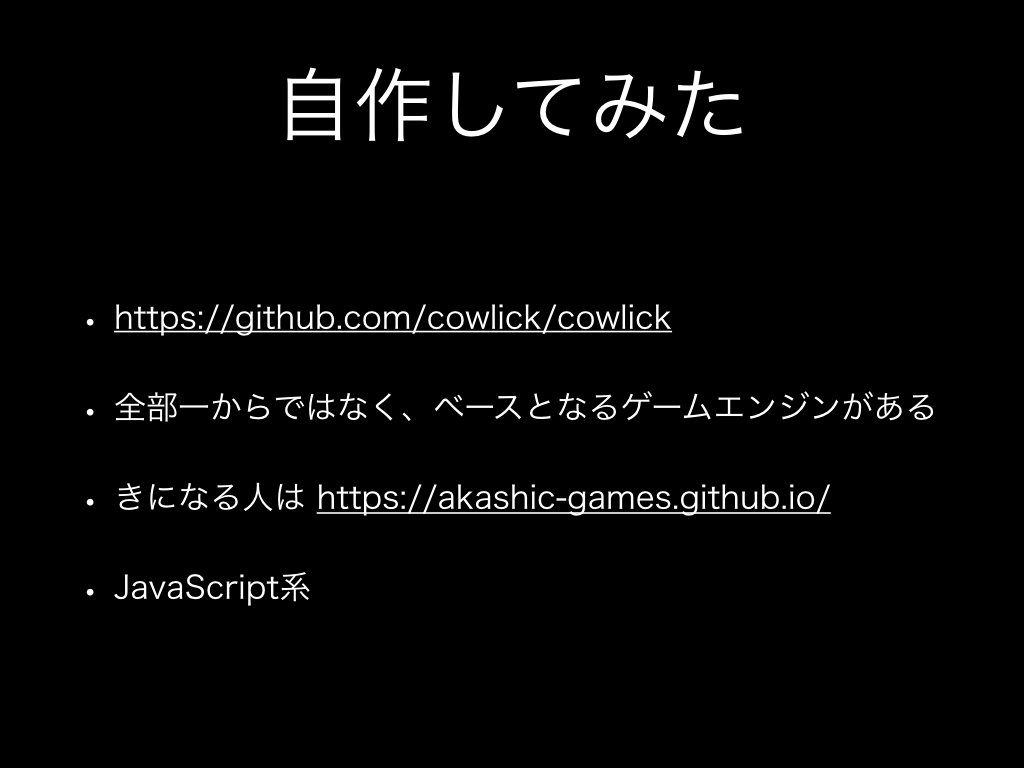 自作してみた
• https://github.com/cowlick/cowlick
• 全部一からではなく、ベースとなるゲームエンジンがある
• きになる人は https://akashic-games.github.io/
• JavaScript系